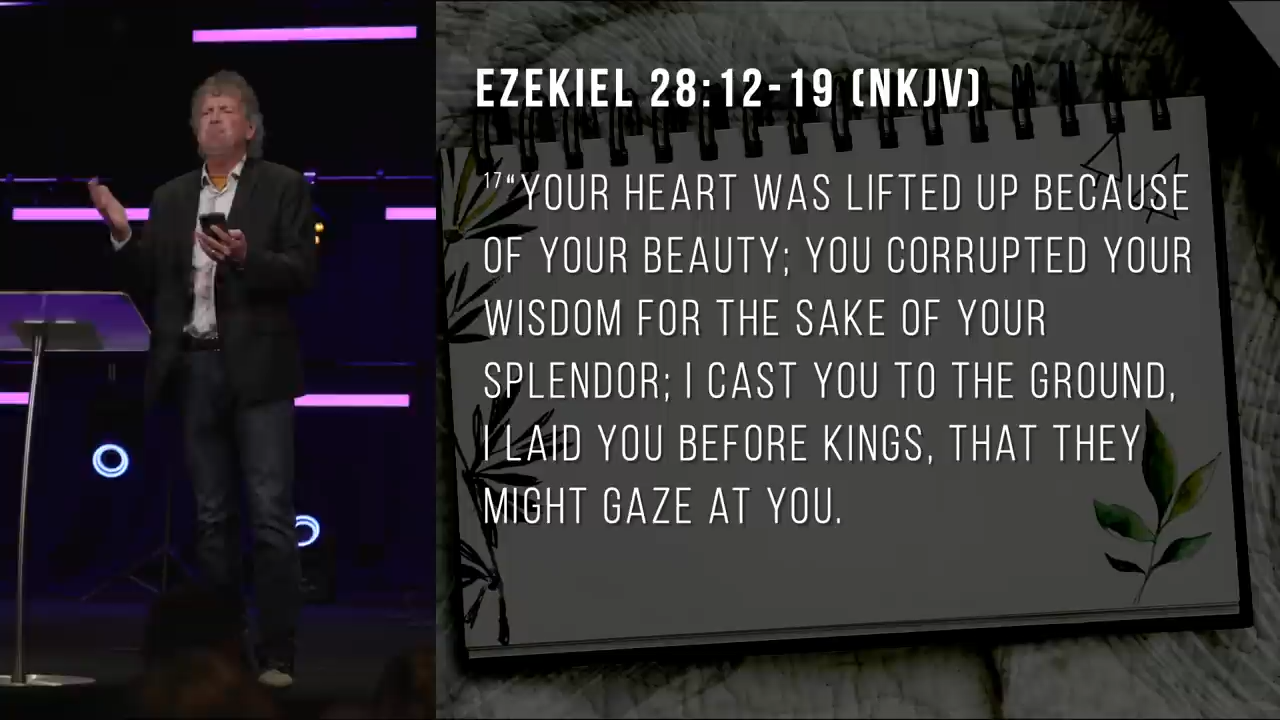 EZEKIEL 28:12-19 (NKJV)
17“YOUR HEART WAS LIFTED UP BECAUSE
OF YOUR BEAUTY; YOU CORRUPTED YOUR
WISDOM FOR THE SAKE OF YOUR
SPLENDOR; I CAST YOU TO THE GROUND,
I LAID YOU BEFORE KINGS, THAT THEY
MIGHT GAZE AT YOU.